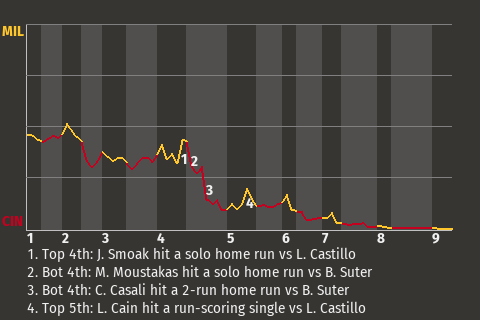 MIL
1 2
3
4
CIN
1 2 3 4 5 6 7 8 9
1. Top 4th: J. Smoak hit a solo home run vs L. Castillo
2. Bot 4th: M. Moustakas hit a solo home run vs B. Suter
3. Bot 4th: C. Casali hit a 2-run home run vs B. Suter
4. Top 5th: L. Cain hit a run-scoring single vs L. Castillo